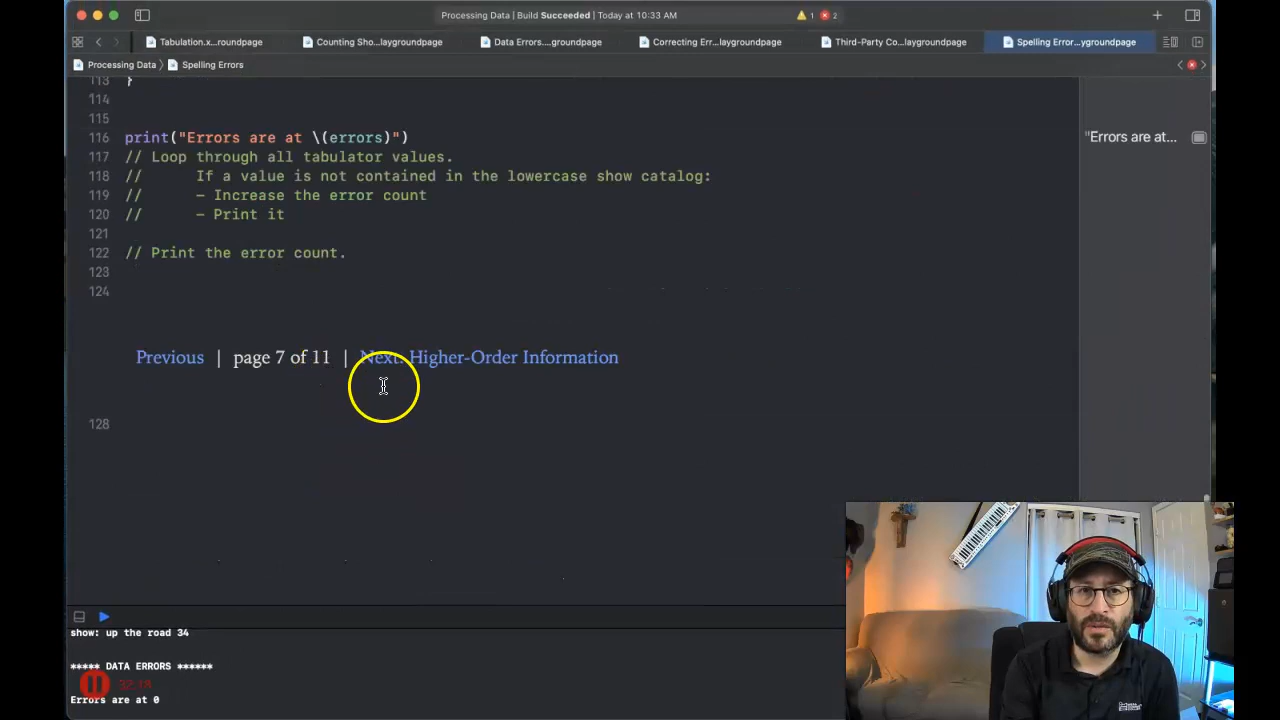 Processing Data | Build Succeeded | Today at 10:33 AM
1
2
Tabulation.x...roundpage
Counting Sho...laygroundpage
Data Errors....groundpage
Correcting Err...laygroundpage
Third-Party Co...laygroundpage
Spelling Error...ygroundpage
Processing Data
Spelling Errors
113 }
114
115
116 print("Errors are at \(errors)")
"Errors are at...
117 // Loop through all tabulator values.
118 // If a value is not contained in the lowercase show catalog:
119 // - Increase the error count
120 // - Print it
121
122 // Print the error count.
123
124
Previous | page 7 of 11 | Next: Higher-Order Information
128
show: up the road 34
***** DATA ERRORS ******
32:18
Errors are at 0